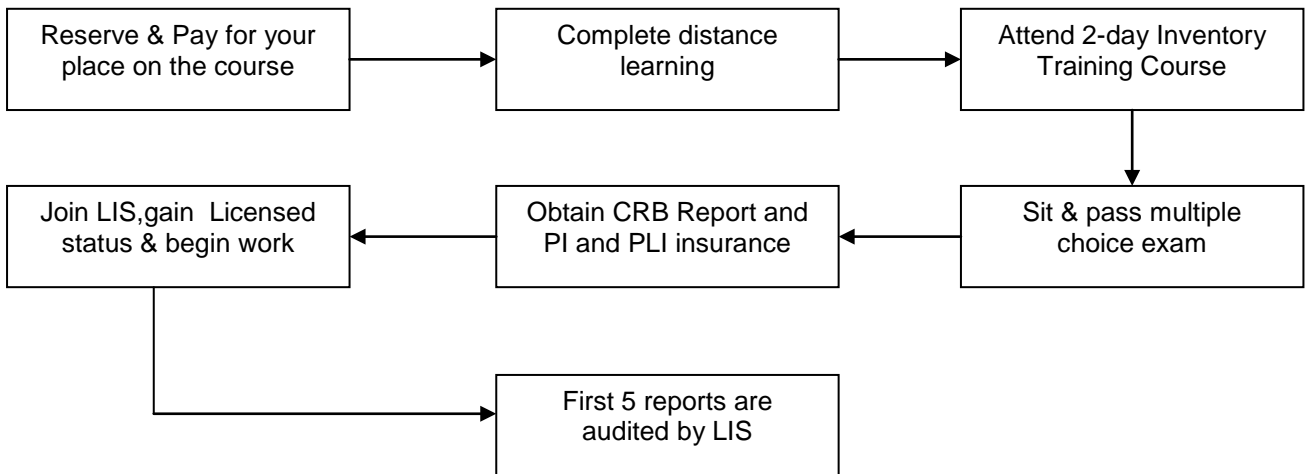 Reserve & Pay for your
place on the course
Complete distance
learning
Attend 2-day Inventory
Training Course
Sit & pass multiple
choice exam
Obtain CRB Report and
PI and PLI insurance
Join LIS,gain  Licensed
status & begin work
First 5 reports are
audited by LIS